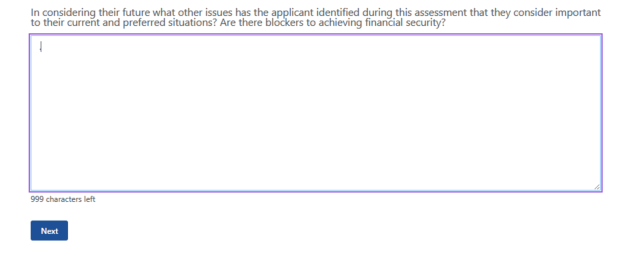 In considering their future what other issues has the applicant identified during this assessment that they consider important
to their current and preferred situations? Are there blockers to achieving financial security?
999 characters left
Next